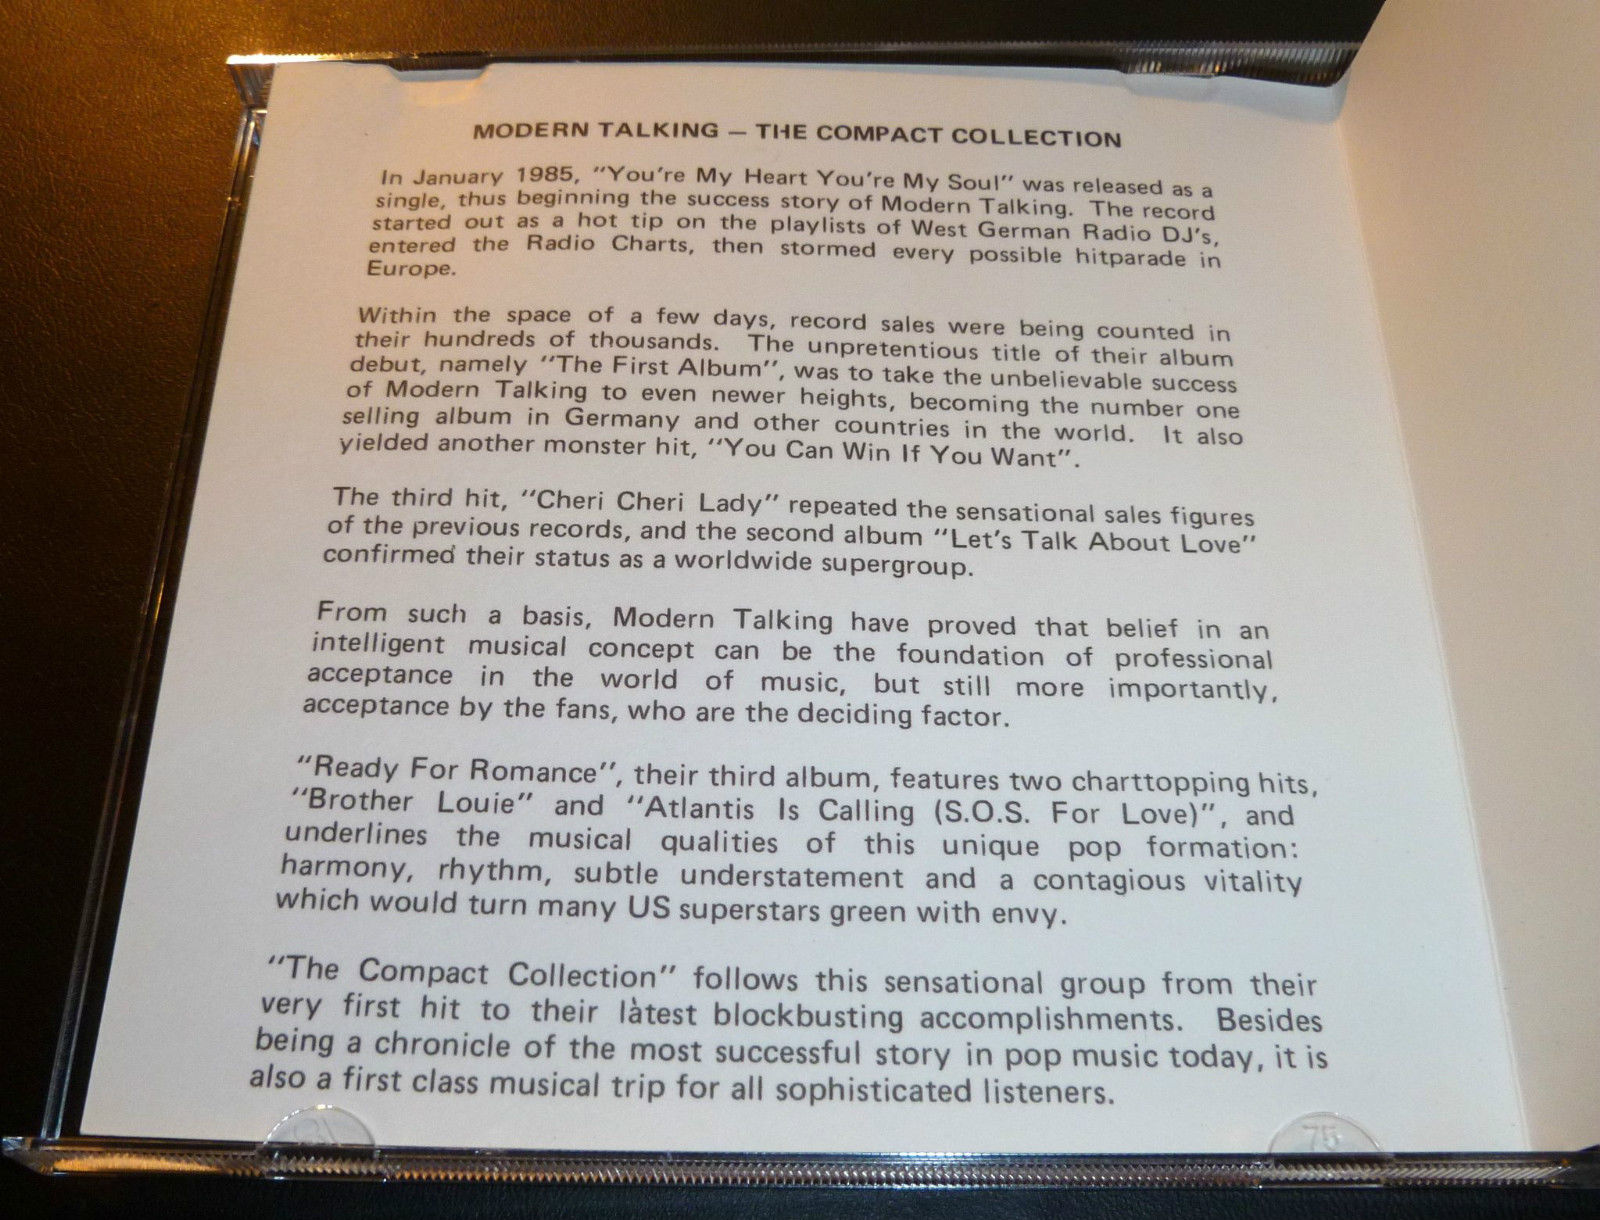 MODERN TALKING – THE COMPACT COLLECTION
In January 1985, "You're My Heart You're My Soul" was released as a
single, thus beginning the success story of Modern Talking. The record
started out as a hot tip on the playlists of West German Radio DJ's,
entered the Radio Charts, then stormed every possible hitparade in
Europe.
Within the space of a few days, record sales were being counted in
their hundreds of thousands. The unpretentious title of their album
debut, namely "The First Album", was to take the unbelievable success
of Modern Talking to even newer heights, becoming the number one
selling album in Germany and other countries in the world. It also
yielded another monster hit, "You Can Win If You Want".
The third hit, "Cheri Cheri Lady" repeated the sensational sales figures
of the previous records, and the second album "Let's Talk About Love"
confirmed their status as a worldwide supergroup.
From such a basis, Modern Talking have proved that belief in an
intelligent musical concept can be the foundation of professional
acceptance in the world of music, but still more importantly,
acceptance by the fans, who are the deciding factor.
"Ready For Romance", their third album, features two charttopping hits,
"Brother Louie" and "Atlantis Is Calling (S.O.S. For Love)", and
underlines the musical qualities of this unique pop formation:
harmony, rhythm, subtle understatement and a contagious vitality
which would turn many US superstars green with envy.
"The Compact Collection" follows this sensational group from their
very first hit to their latest blockbusting accomplishments. Besides
being a chronicle of the most successful story in pop music today, it is
also a first class musical trip for all sophisticated listeners.
75